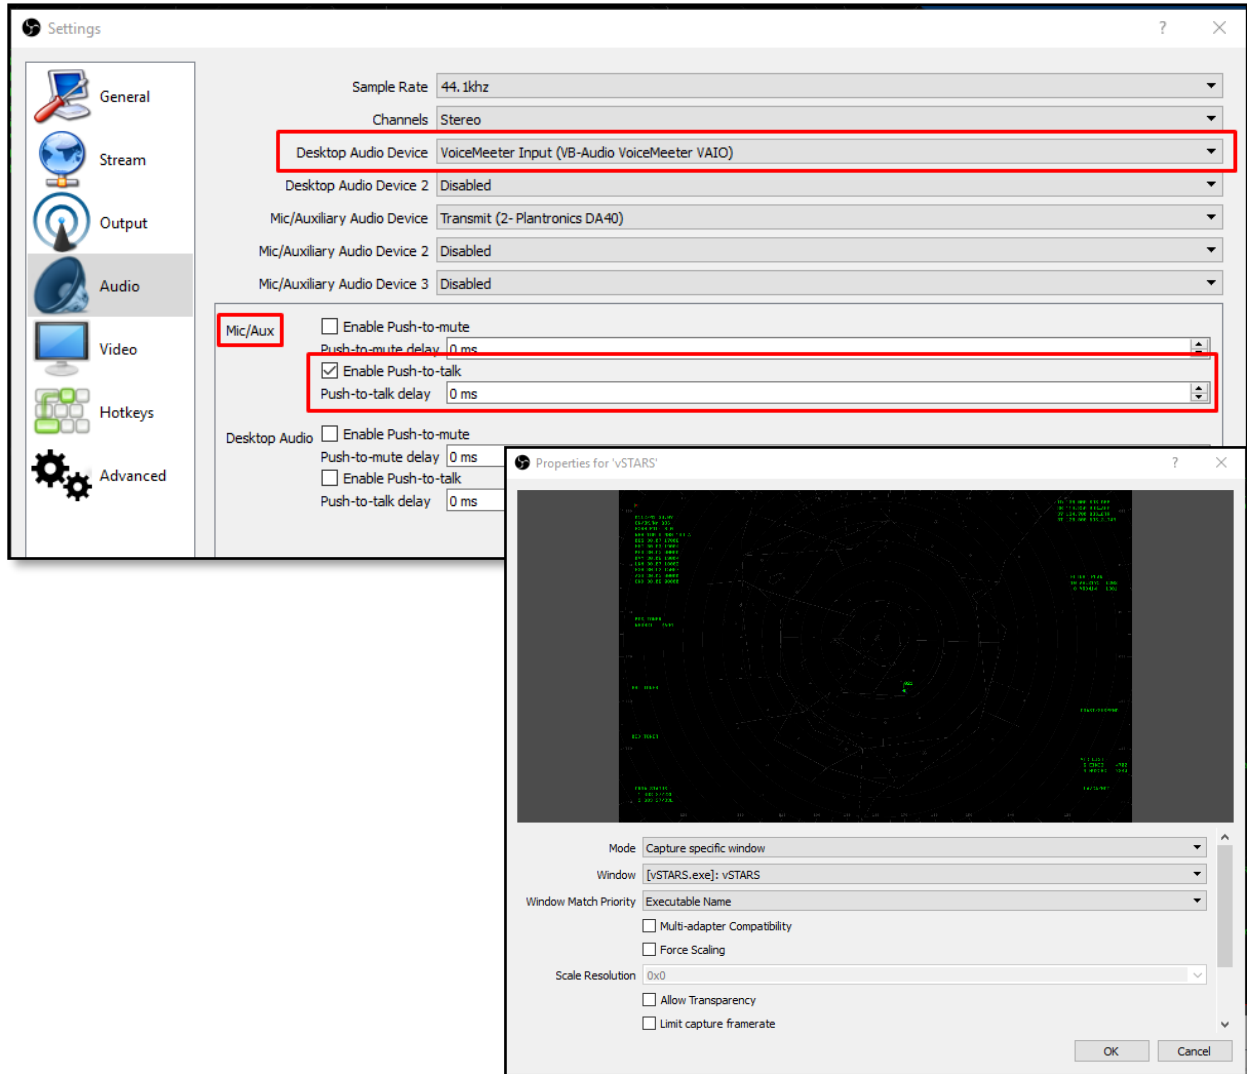 Settings
General
Stream
Output
Audio
Video
Hotkeys
Advanced
Sample Rate 44.1khz
Channels Stereo
Desktop Audio Device VoiceMeeter Input (VB-Audio VoiceMeeter VAIO)
Desktop Audio Device 2 Disabled
Mic/Auxiliary Audio Device Transmit (2- Plantronics DA40)
Mic/Auxiliary Audio Device 2 Disabled
Mic/Auxiliary Audio Device 3 Disabled
Mic/Aux Enable Push-to-mute
Push-to-mute delay 0 ms
Enable Push-to-talk
Push-to-talk delay 0 ms
Desktop Audio Enable Push-to-mute
Push-to-mute delay 0 ms
Enable Push-to-talk
Push-to-talk delay 0 ms
Properties for 'vSTARS'
Mode Capture specific window
Window [vSTARS.exe]: vSTARS
Window Match Priority Executable Name
Multi-adapter Compatibility
Force Scaling
Scale Resolution 0x0
Allow Transparency
Limit capture framerate
OK Cancel